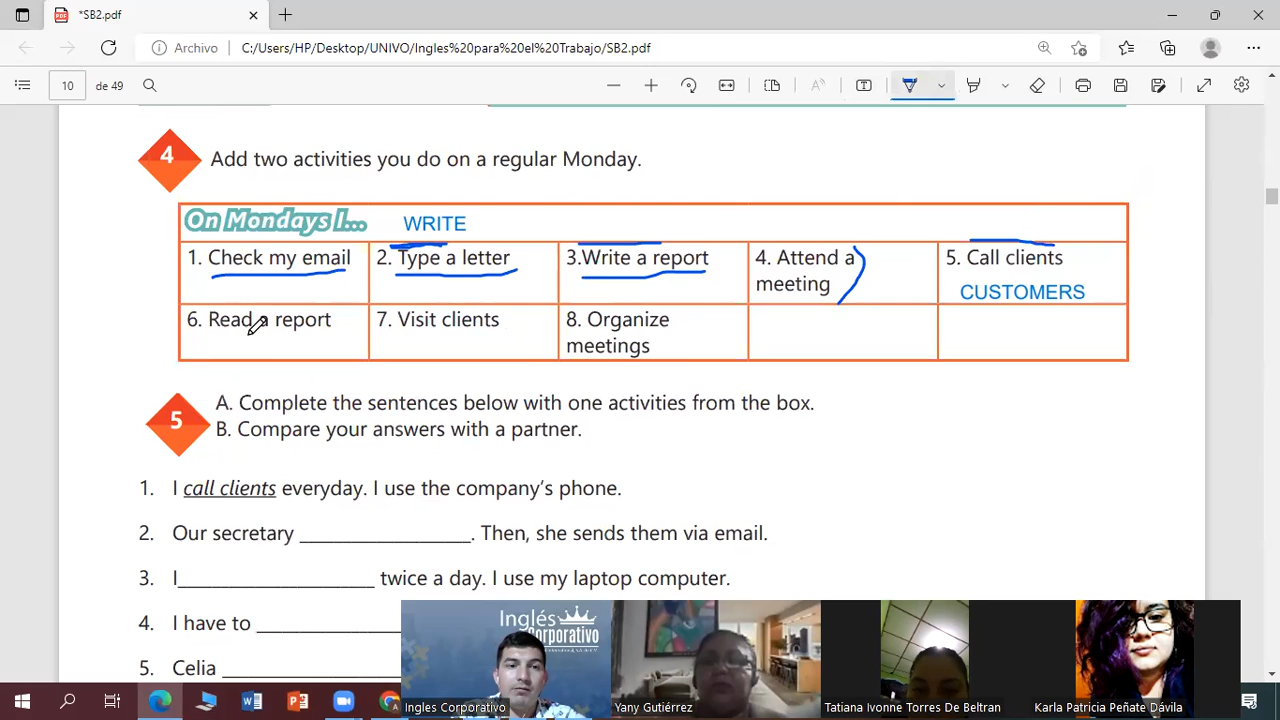 *SB2.pdf
Archivo C:/Users/HP/Desktop/UNIVO/Ingles%20para%20el%20Trabajo/SB2.pdf
10 de 49
4 Add two activities you do on a regular Monday.
On Mondays I... WRITE
1. Check my email 2. Type a letter 3.Write a report 4. Attend a 5. Call clients
meeting CUSTOMERS
6. Read a report 7. Visit clients 8. Organize
meetings
5 A. Complete the sentences below with one activities from the box.
B. Compare your answers with a partner.
1. I call clients everyday. I use the company's phone.
2. Our secretary __________________. Then, she sends them via email.
3. I_____________________ twice a day. I use my laptop computer.
4. I have to _______________
5. Celia ___________________
Inglés
Corporativo
Ingles Corporativo Yany Gutiérrez Tatiana Ivonne Torres De Beltran Karla Patricia Peñate Dávila